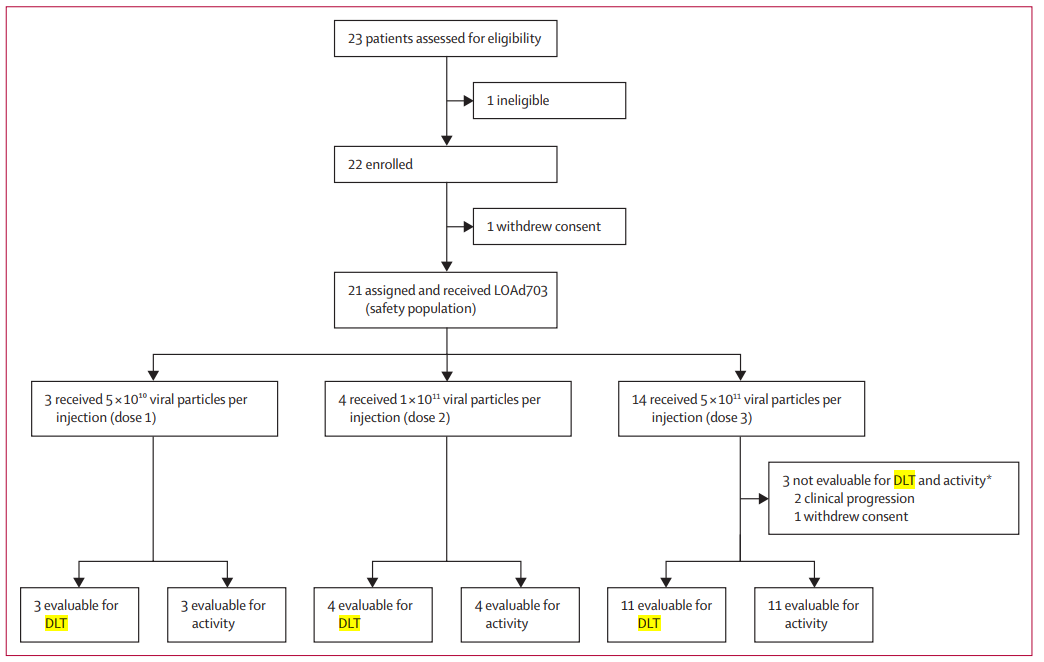 23 patients assessed for eligibility
1 ineligible
22 enrolled
1 withdrew consent
21 assigned and received LOAd703
(safety population)
3 received 5×10¹⁰ viral particles per
injection (dose 1)
4 received 1×10¹¹ viral particles per
injection (dose 2)
14 received 5×10¹¹ viral particles per
injection (dose 3)
3 not evaluable for DLT and activity*
2 clinical progression
1 withdrew consent
3 evaluable for
DLT
3 evaluable for
activity
4 evaluable for
DLT
4 evaluable for
activity
11 evaluable for
DLT
11 evaluable for
activity